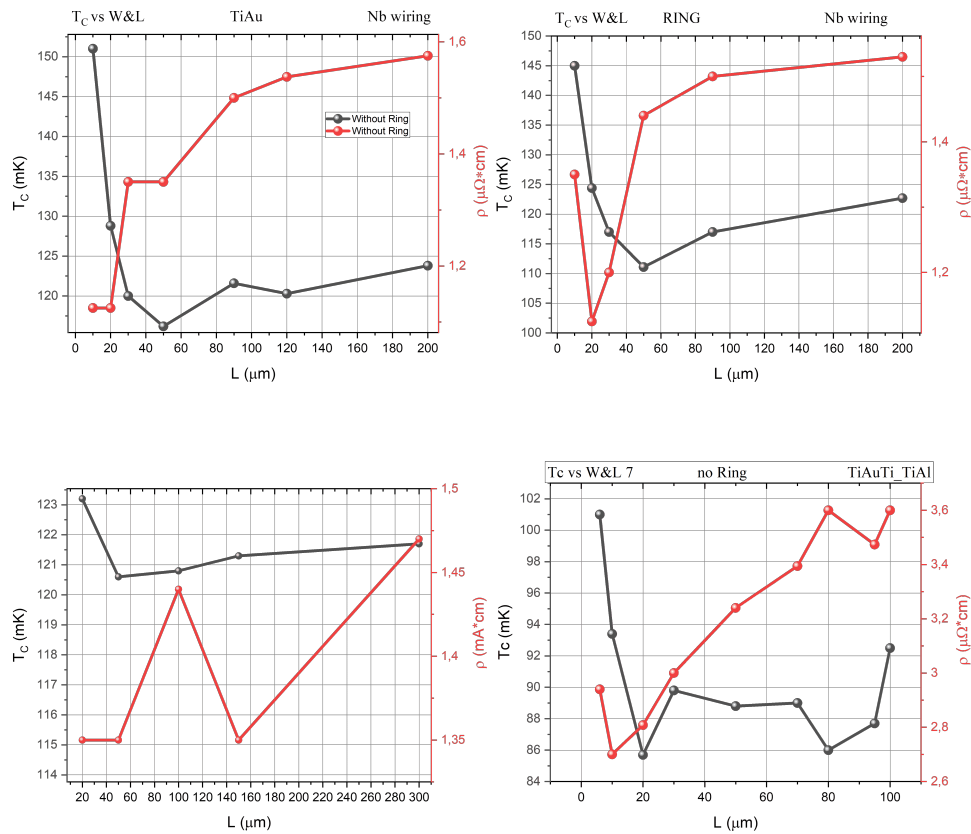 T_C vs W&L TiAu Nb wiring
150
145
140
135
130
125
120
T_C (mK)
1,6
1,4
1,2
ρ (μΩ*cm)
Without Ring
Without Ring
0 20 40 60 80 100 120 140 160 180 200
L (μm)
T_C vs W&L RING Nb wiring
150
145
140
135
130
125
120
115
110
105
100
T_C (mK)
1,4
1,2
ρ (μΩ*cm)
0 20 40 60 80 100 120 140 160 180 200
L (μm)
123
122
121
120
119
118
117
116
115
114
T_C (mK)
1,5
1,45
1,4
1,35
ρ (mA*cm)
20 40 60 80 100 120 140 160 180 200 220 240 260 280 300
L (μm)
Tc vs W&L 7 no Ring TiAuTi_TiAl
102
100
98
96
94
92
90
88
86
84
Tc (mK)
3,6
3,4
3,2
3
2,8
2,6
ρ (μΩ*cm)
0 20 40 60 80 100
L (μm)